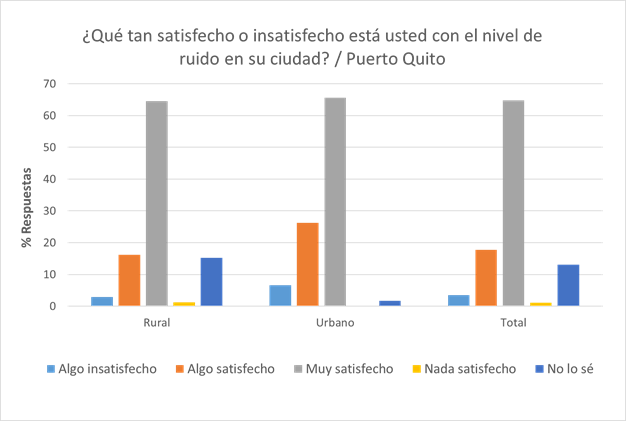 ¿Qué tan satisfecho o insatisfecho está usted con el nivel de
ruido en su ciudad? / Puerto Quito
70
60
50
40
30
20
10
0
% Respuestas
Rural
Urbano
Total
Algo insatisfecho
Algo satisfecho
Muy satisfecho
Nada satisfecho
No lo sé